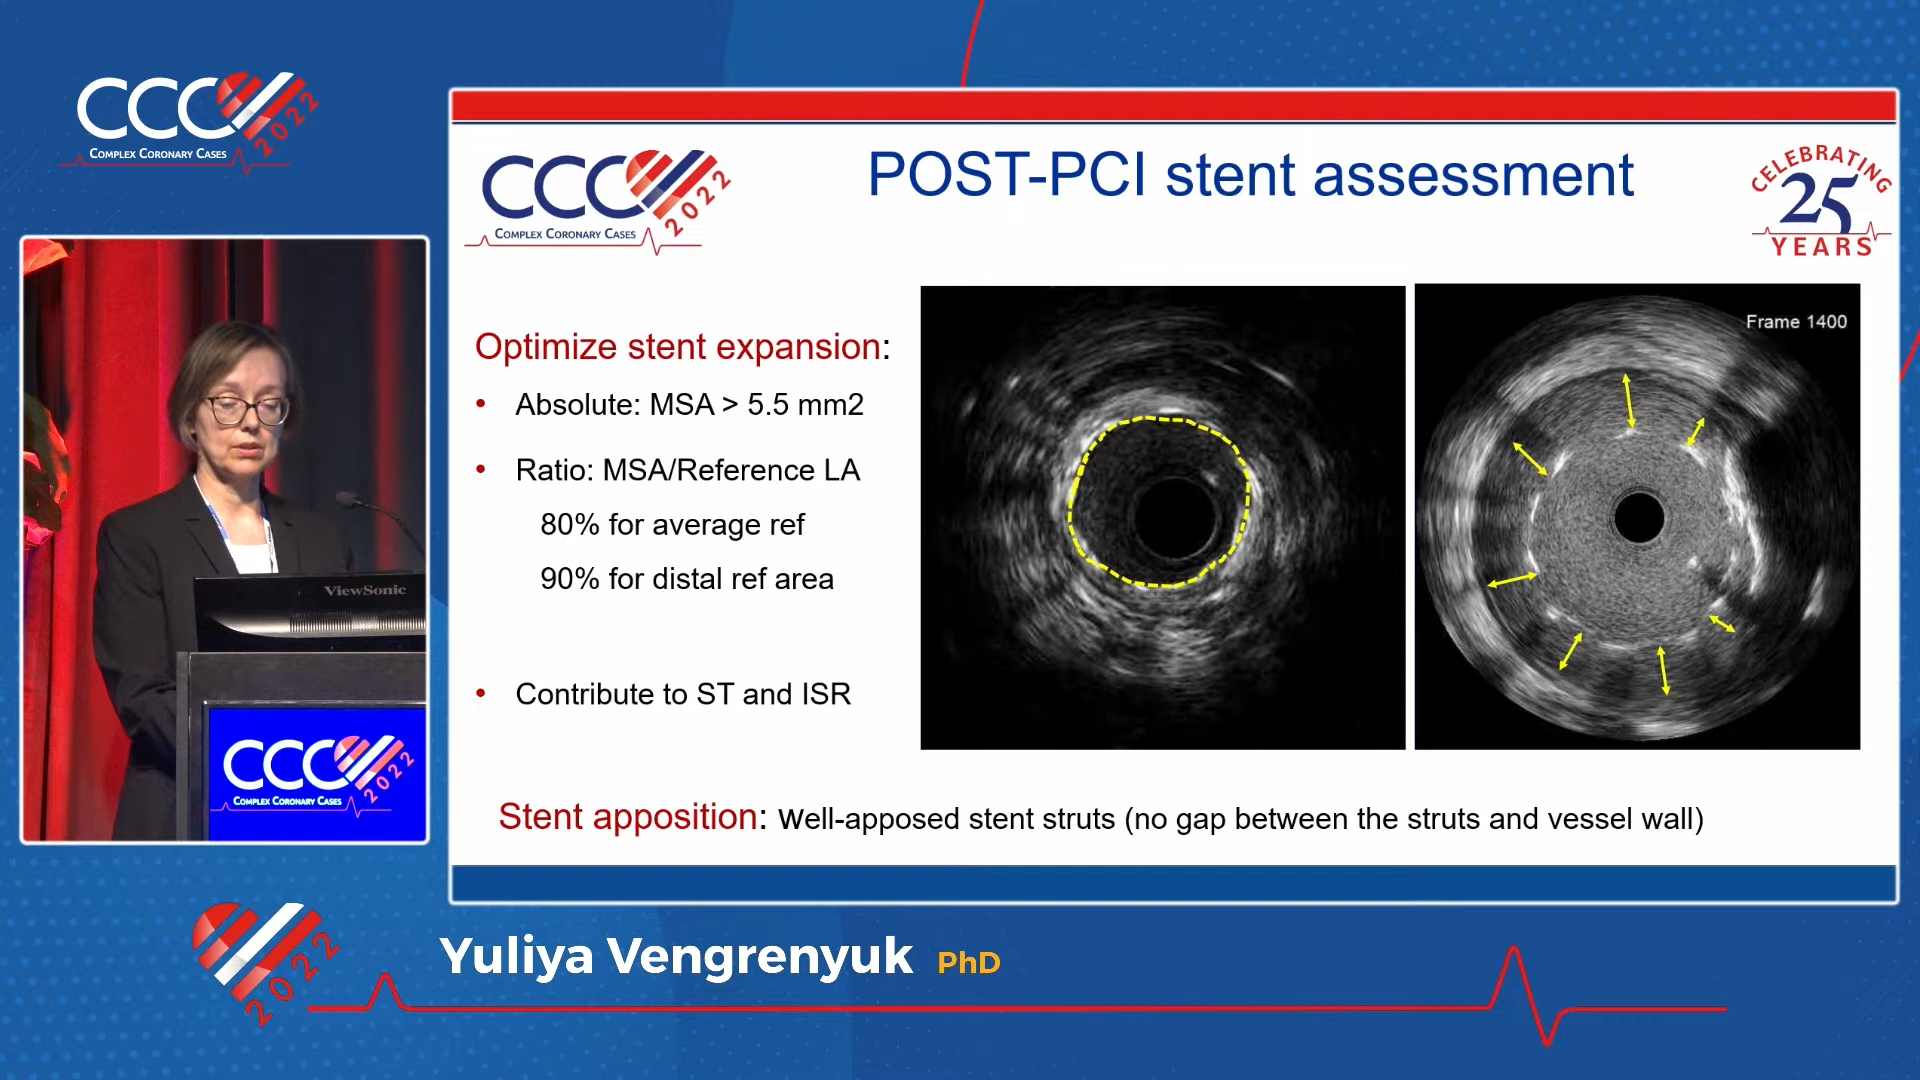 CCC 2022
COMPLEX CORONARY CASES
CCC 2022
COMPLEX CORONARY CASES
POST-PCI stent assessment
CELEBRATING
25
YEARS
Optimize stent expansion:
• Absolute: MSA > 5.5 mm2
• Ratio: MSA/Reference LA
80% for average ref
90% for distal ref area
• Contribute to ST and ISR
Frame 1400
Stent apposition: Well-apposed stent struts (no gap between the struts and vessel wall)
ViewSonic
CCC 2022
COMPLEX CORONARY CASES
2022
Yuliya Vengrenyuk PhD